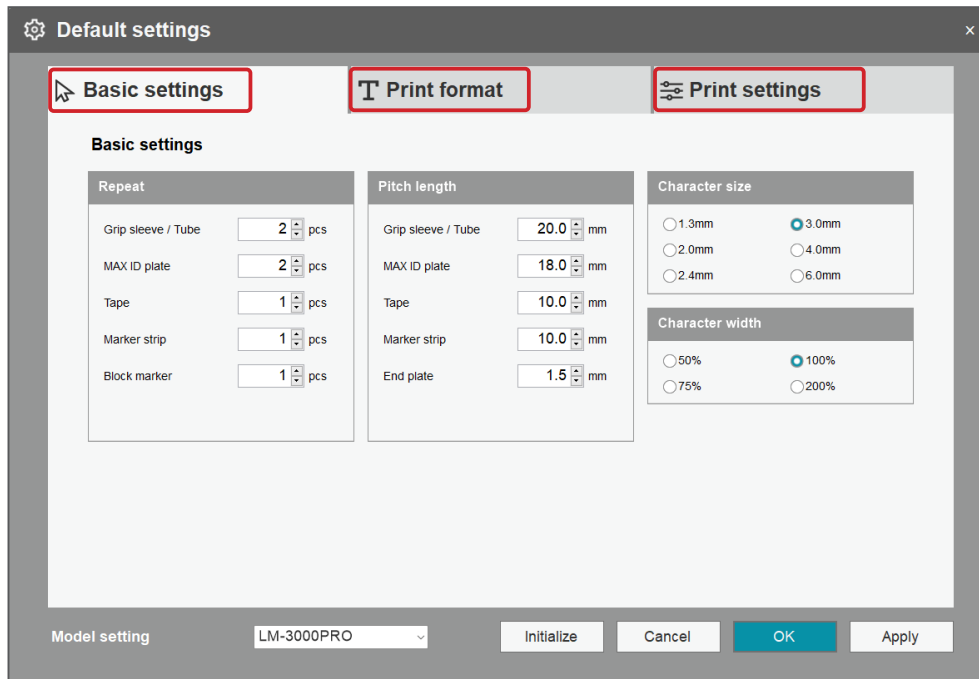 Default settings
×
Basic settings
Print format
Print settings
Basic settings
Repeat
Grip sleeve / Tube 2 pcs
MAX ID plate 2 pcs
Tape 1 pcs
Marker strip 1 pcs
Block marker 1 pcs
Pitch length
Grip sleeve / Tube 20.0 mm
MAX ID plate 18.0 mm
Tape 10.0 mm
Marker strip 10.0 mm
End plate 1.5 mm
Character size
1.3mm 3.0mm
2.0mm 4.0mm
2.4mm 6.0mm
Character width
50% 100%
75% 200%
Model setting LM-3000PRO Initialize Cancel OK Apply